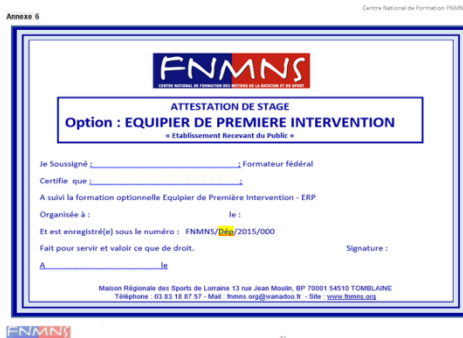 Centre National de Formation FNMNS
Annexe 6
FNMNS
CENTRE NATIONAL DE FORMATION DES METIERS DE LA NATATION ET DU SPORT
ATTESTATION DE STAGE
Option : EQUIPIER DE PREMIERE INTERVENTION
« Etablissement Recevant du Public »
Je Soussigné : ; Formateur fédéral
Certifie que : ;
A suivi la formation optionnelle Equipier de Première Intervention - ERP
Organisée à : le :
Et est enregistré(e) sous le numéro : FNMNS/Dép/2015/000
Fait pour servir et valoir ce que de droit. Signature :
A le
Maison Régionale des Sports de Lorraine 13 rue Jean Moulin, BP 70001 54510 TOMBLAINE
Téléphone : 03 83 18 87 57 - Mail : fnmns.org@wanadoo.fr - Site : www.fnmns.org
FNMNS